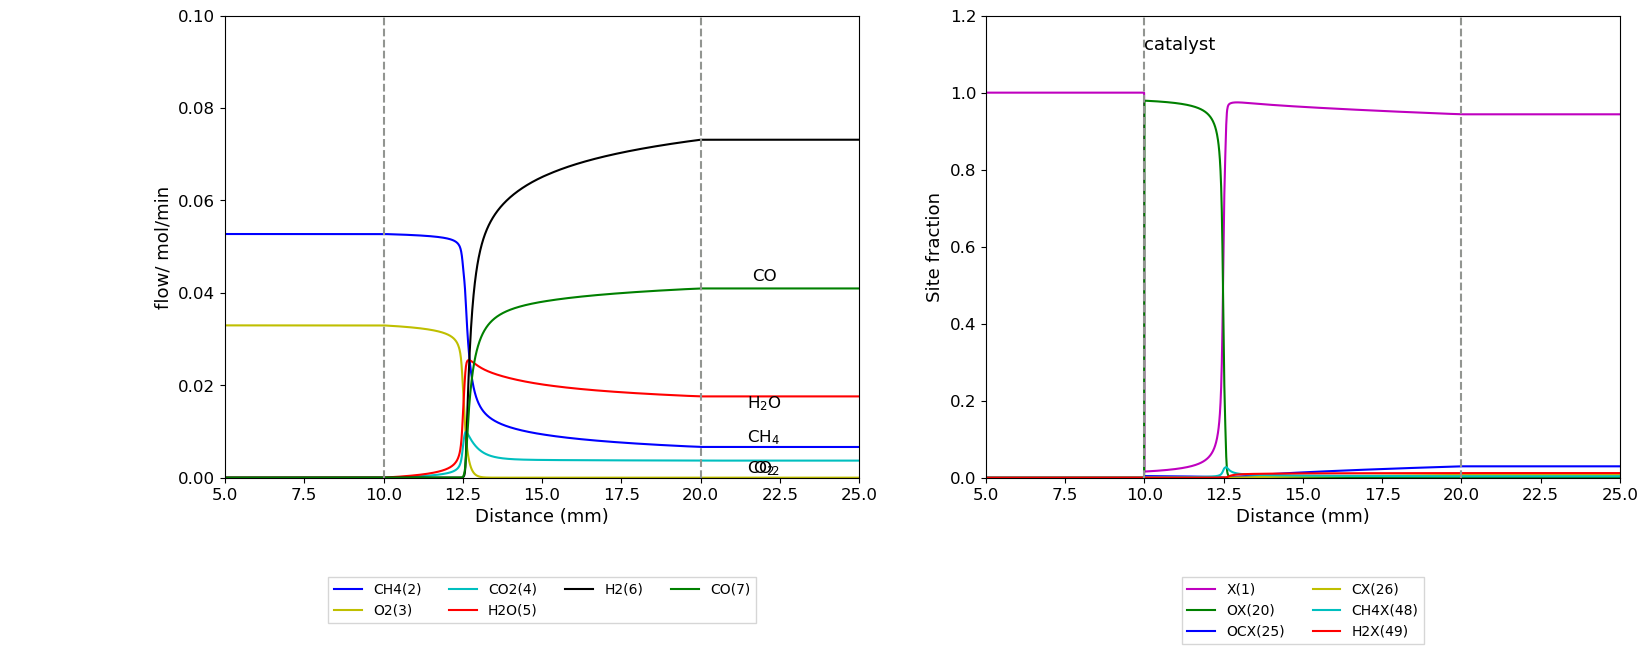 0.10
0.08
0.06
0.04
0.02
0.00
flow/ mol/min
CO
H₂O
CH₄
5.0 7.5 10.0 12.5 15.0 17.5 20.0 22.5 25.0
Distance (mm)
CH4(2) CO2(4) H2(6) CO(7)
O2(3) H2O(5)
1.2
1.0
0.8
0.6
0.4
0.2
0.0
Site fraction
catalyst
5.0 7.5 10.0 12.5 15.0 17.5 20.0 22.5 25.0
Distance (mm)
X(1) CX(26)
OX(20) CH4X(48)
OCX(25) H2X(49)